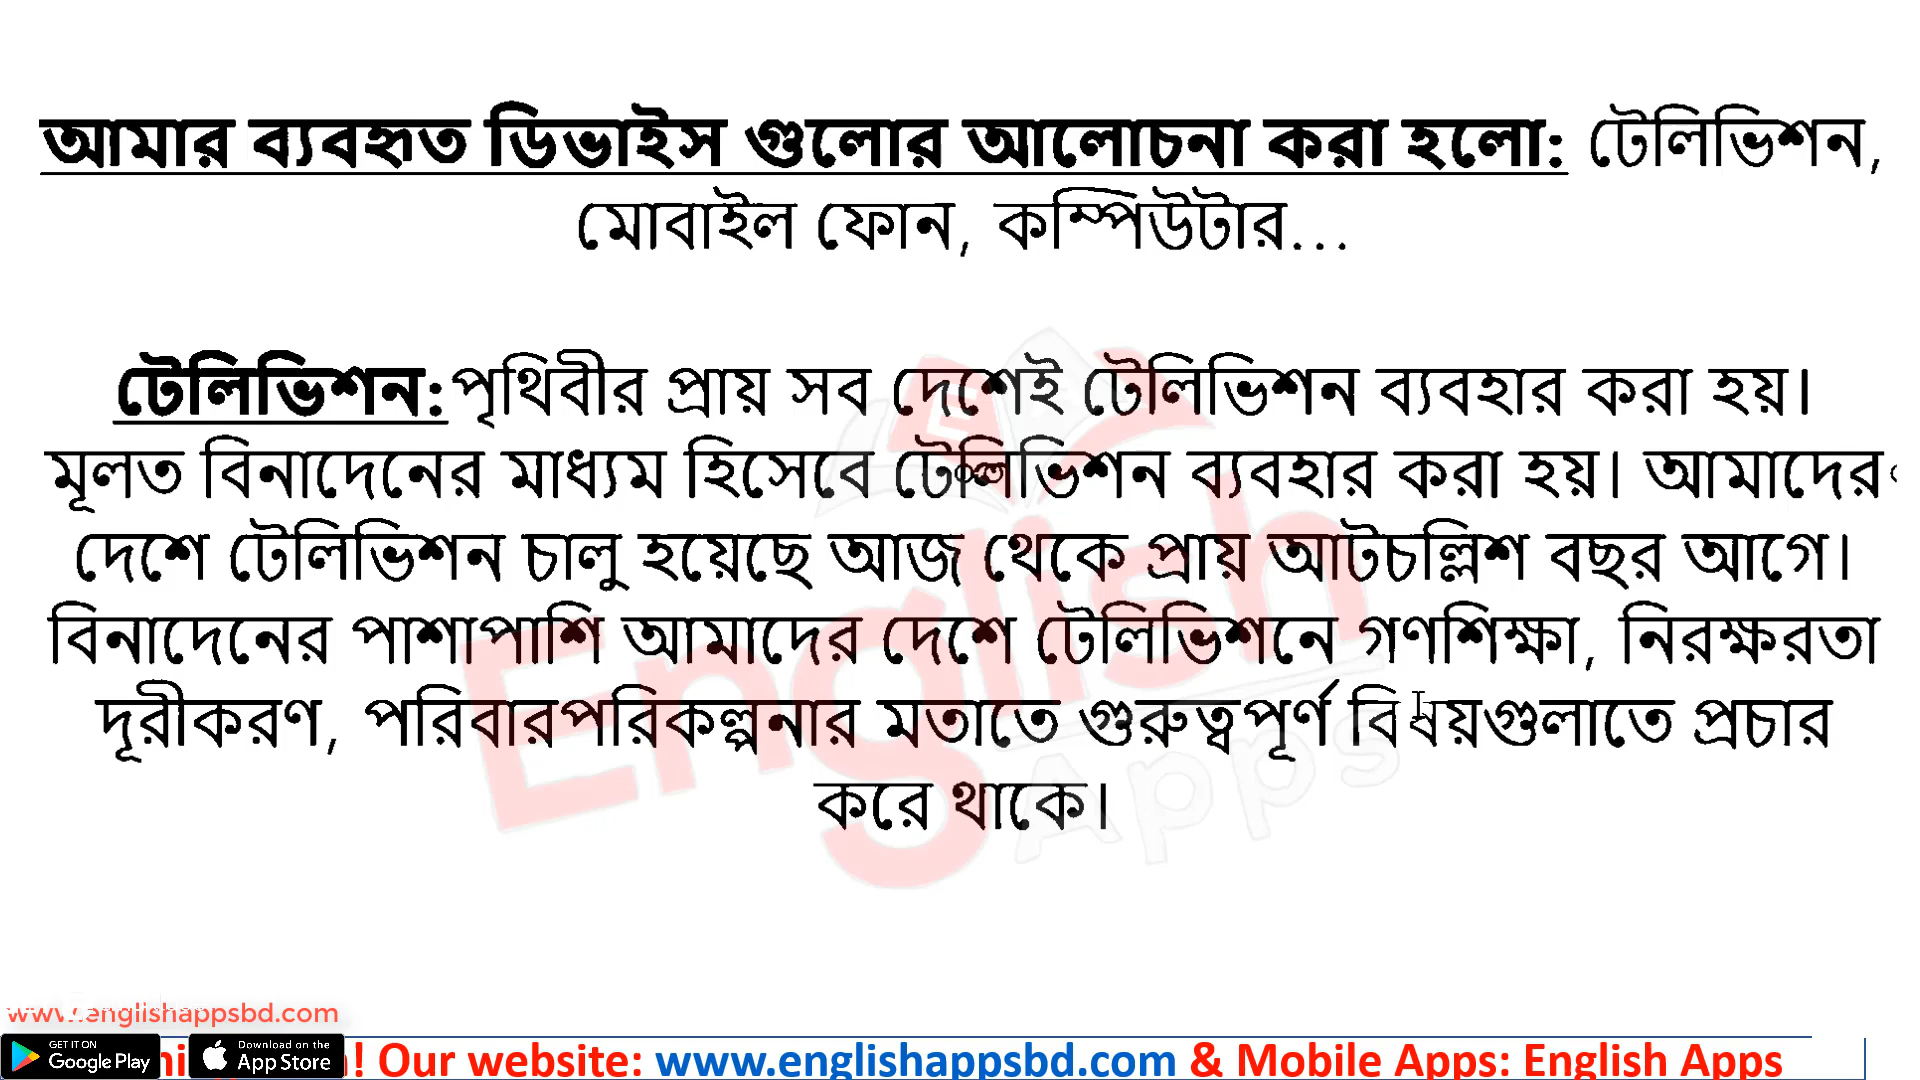 আমার ব্যবহৃত ডিভাইস গুলোর আলোচনা করা হলো: টেলিভিশন,
মোবাইল ফোন, কম্পিউটার...
টেলিভিশন:পৃথিবীর প্রায় সব দেশেই টেলিভিশন ব্যবহার করা হয়।
মূলত বিনাদেনের মাধ্যম হিসেবে টেলিভিশন ব্যবহার করা হয়। আমাদের
দেশে টেলিভিশন চালু হয়েছে আজ থেকে প্রায় আটচল্লিশ বছর আগে।
বিনাদেনের পাশাপাশি আমাদের দেশে টেলিভিশনে গণশিক্ষা, নিরক্ষরতা
দূরীকরণ, পরিবারপরিকল্পনার মতাতে গুরুত্বপূর্ণ বিষয়গুলাতে প্রচার
করে থাকে।
English
Apps
www.englishappsbd.com
GET IT ON Google Play Download on the App Store ! Our website: www.englishappsbd.com & Mobile Apps: English Apps